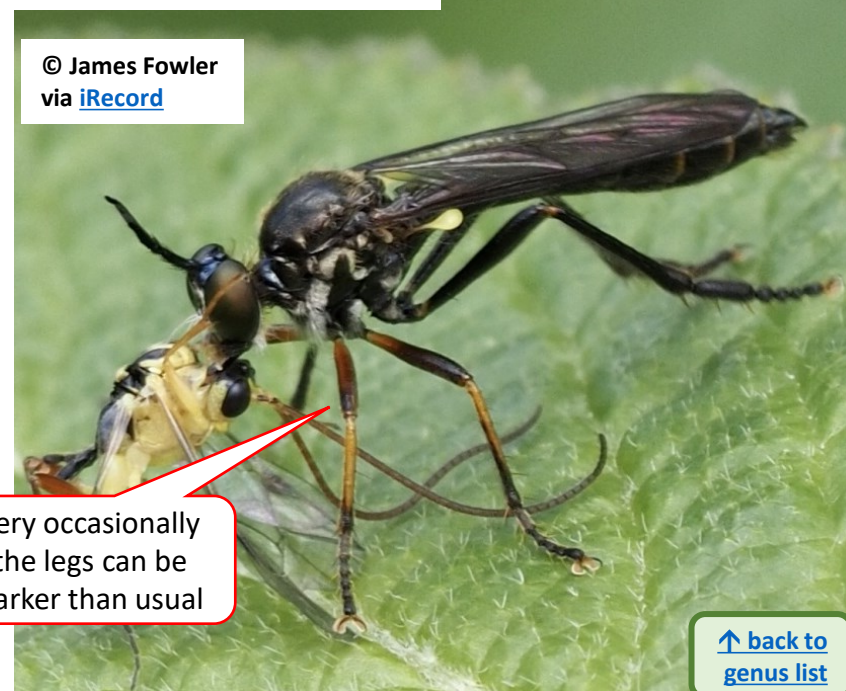 © James Fowler
via iRecord
ery occasionally
the legs can be
arker than usual
↑ back to
genus list